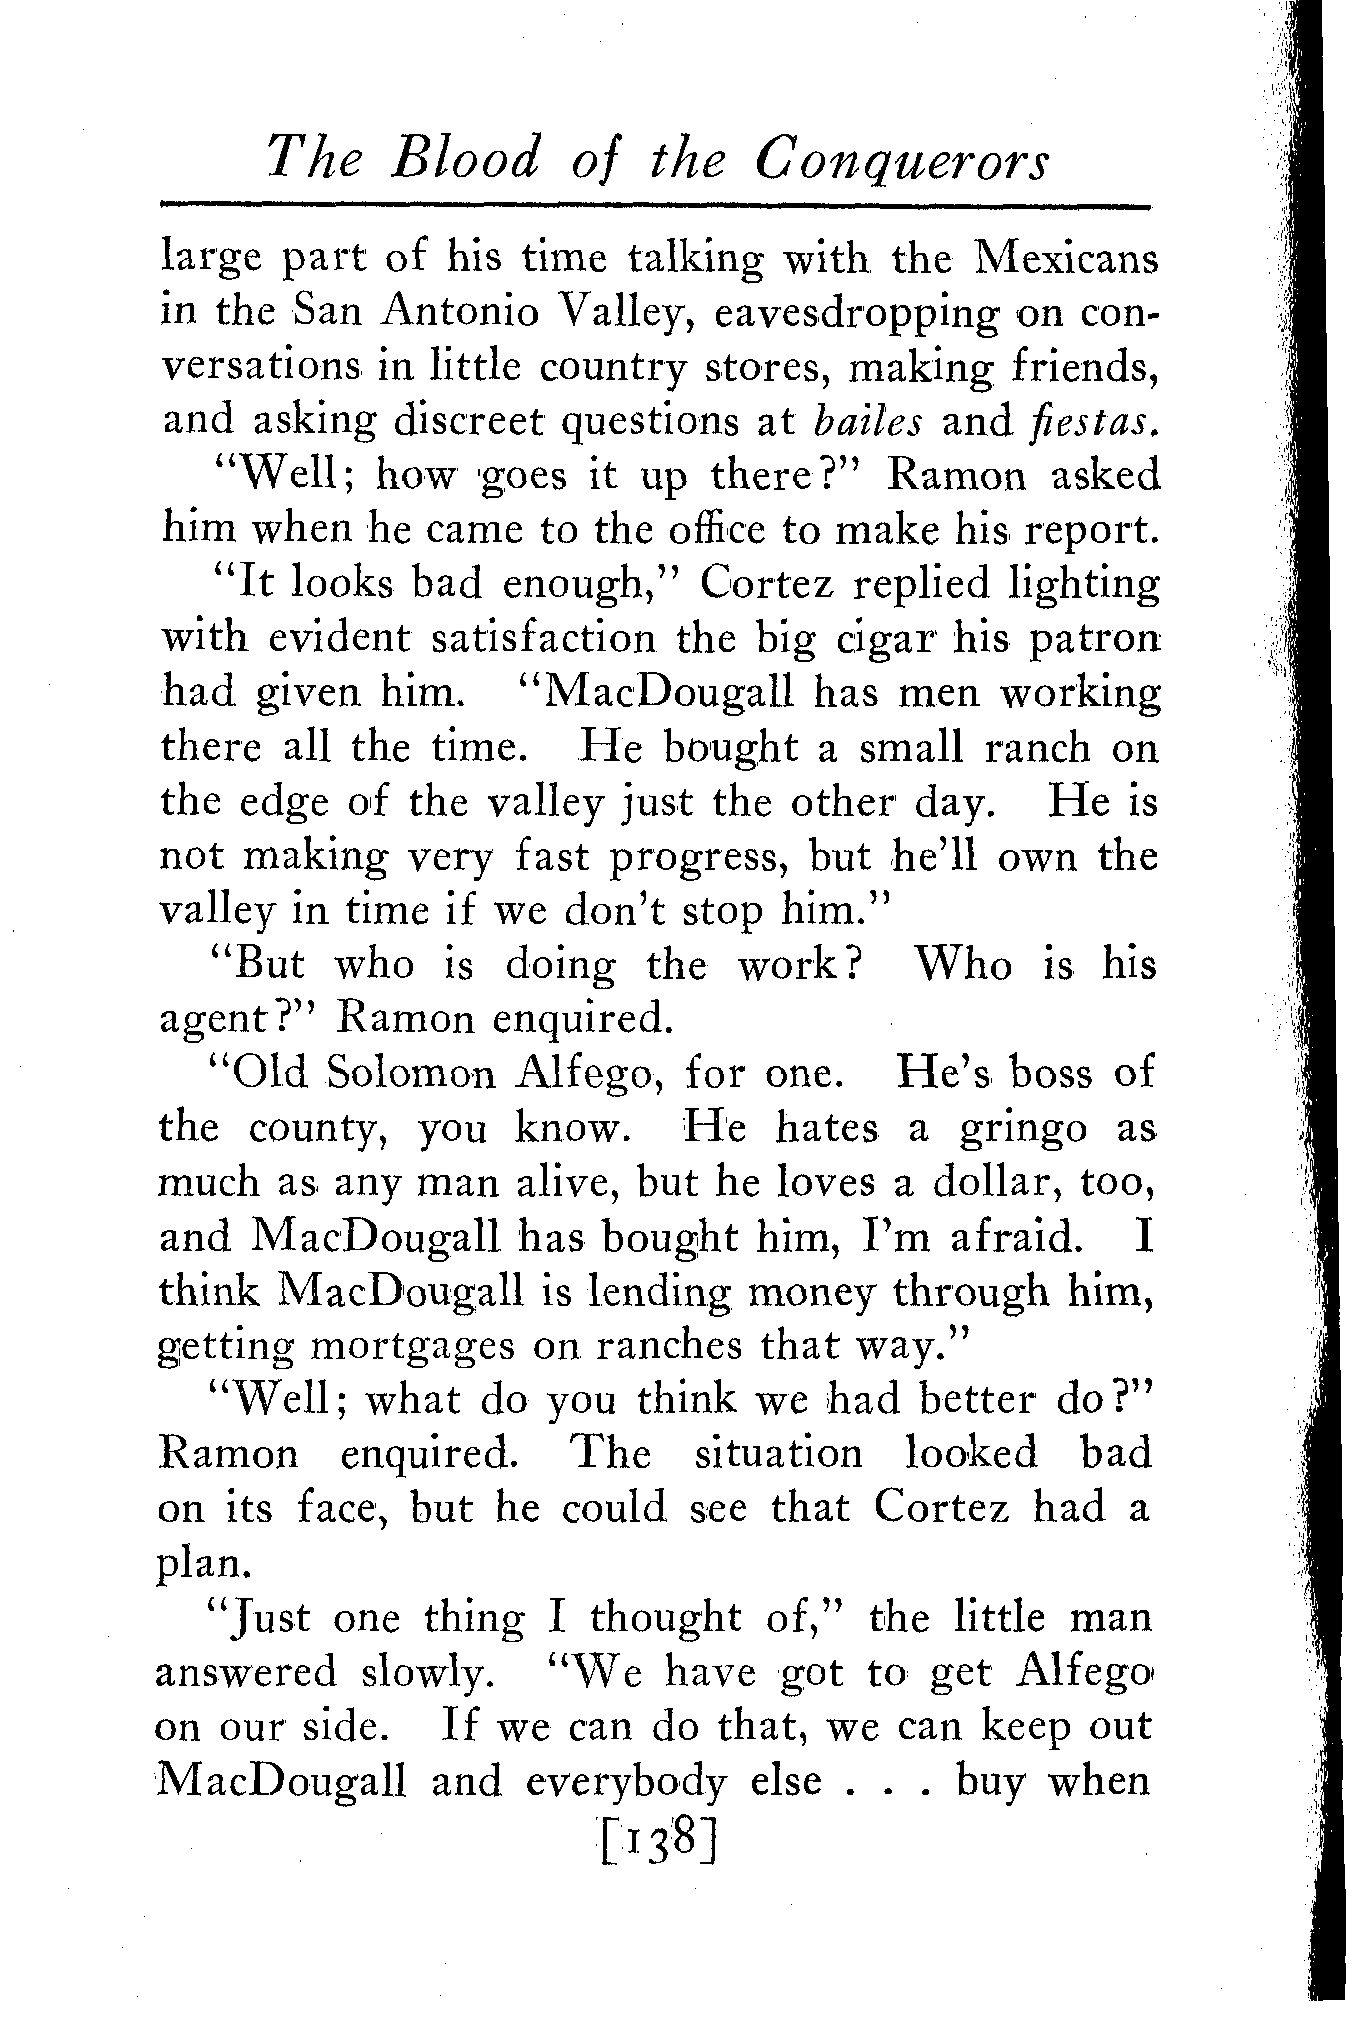 The Blood of the Conquerors
large part of his time talking with the Mexicans
in the San Antonio Valley, eavesdropping on con-
versations in little country stores, making friends,
and asking discreet questions at bailes and fiestas.
"Well; how goes it up there?" Ramon asked
him when he came to the office to make his report.
"It looks bad enough," Cortez replied lighting
with evident satisfaction the big cigar his patron
had given him. "MacDougall has men working
there all the time. He bought a small ranch on
the edge of the valley just the other day. He is
not making very fast progress, but he'll own the
valley in time if we don't stop him."
"But who is doing the work? Who is his
agent?" Ramon enquired.
"Old Solomon Alfego, for one. He's boss of
the county, you know. He hates a gringo as
much as any man alive, but he loves a dollar, too,
and MacDougall has bought him, I'm afraid. I
think MacDougall is lending money through him,
getting mortgages on ranches that way."
"Well; what do you think we had better do?"
Ramon enquired. The situation looked bad
on its face, but he could see that Cortez had a
plan.
"Just one thing I thought of," the little man
answered slowly. "We have got to get Alfego
on our side. If we can do that, we can keep out
MacDougall and everybody else . . . buy when
[138]